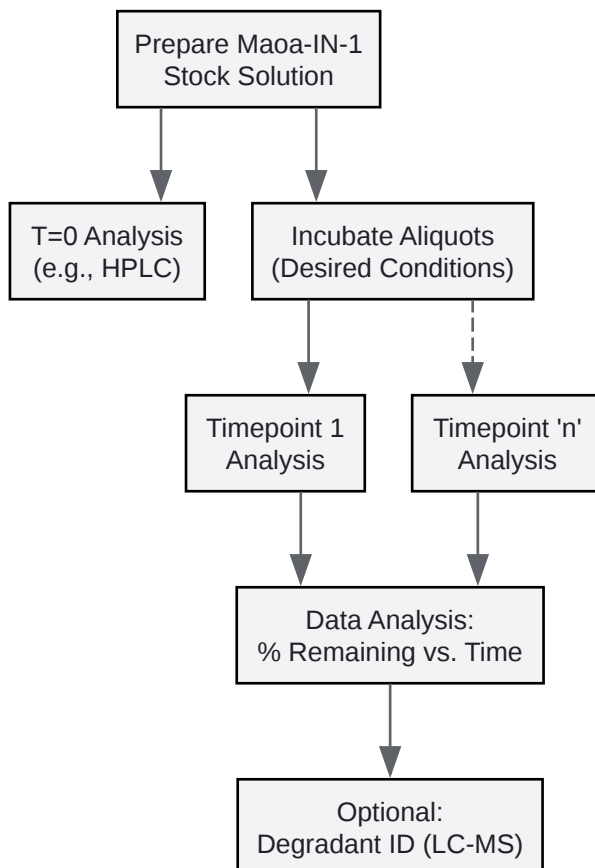 Prepare Maoa-IN-1
Stock Solution
T=0 Analysis
(e.g., HPLC)
Incubate Aliquots
(Desired Conditions)
Timepoint 1
Analysis
Timepoint 'n'
Analysis
Data Analysis:
% Remaining vs. Time
Optional:
Degradant ID (LC-MS)